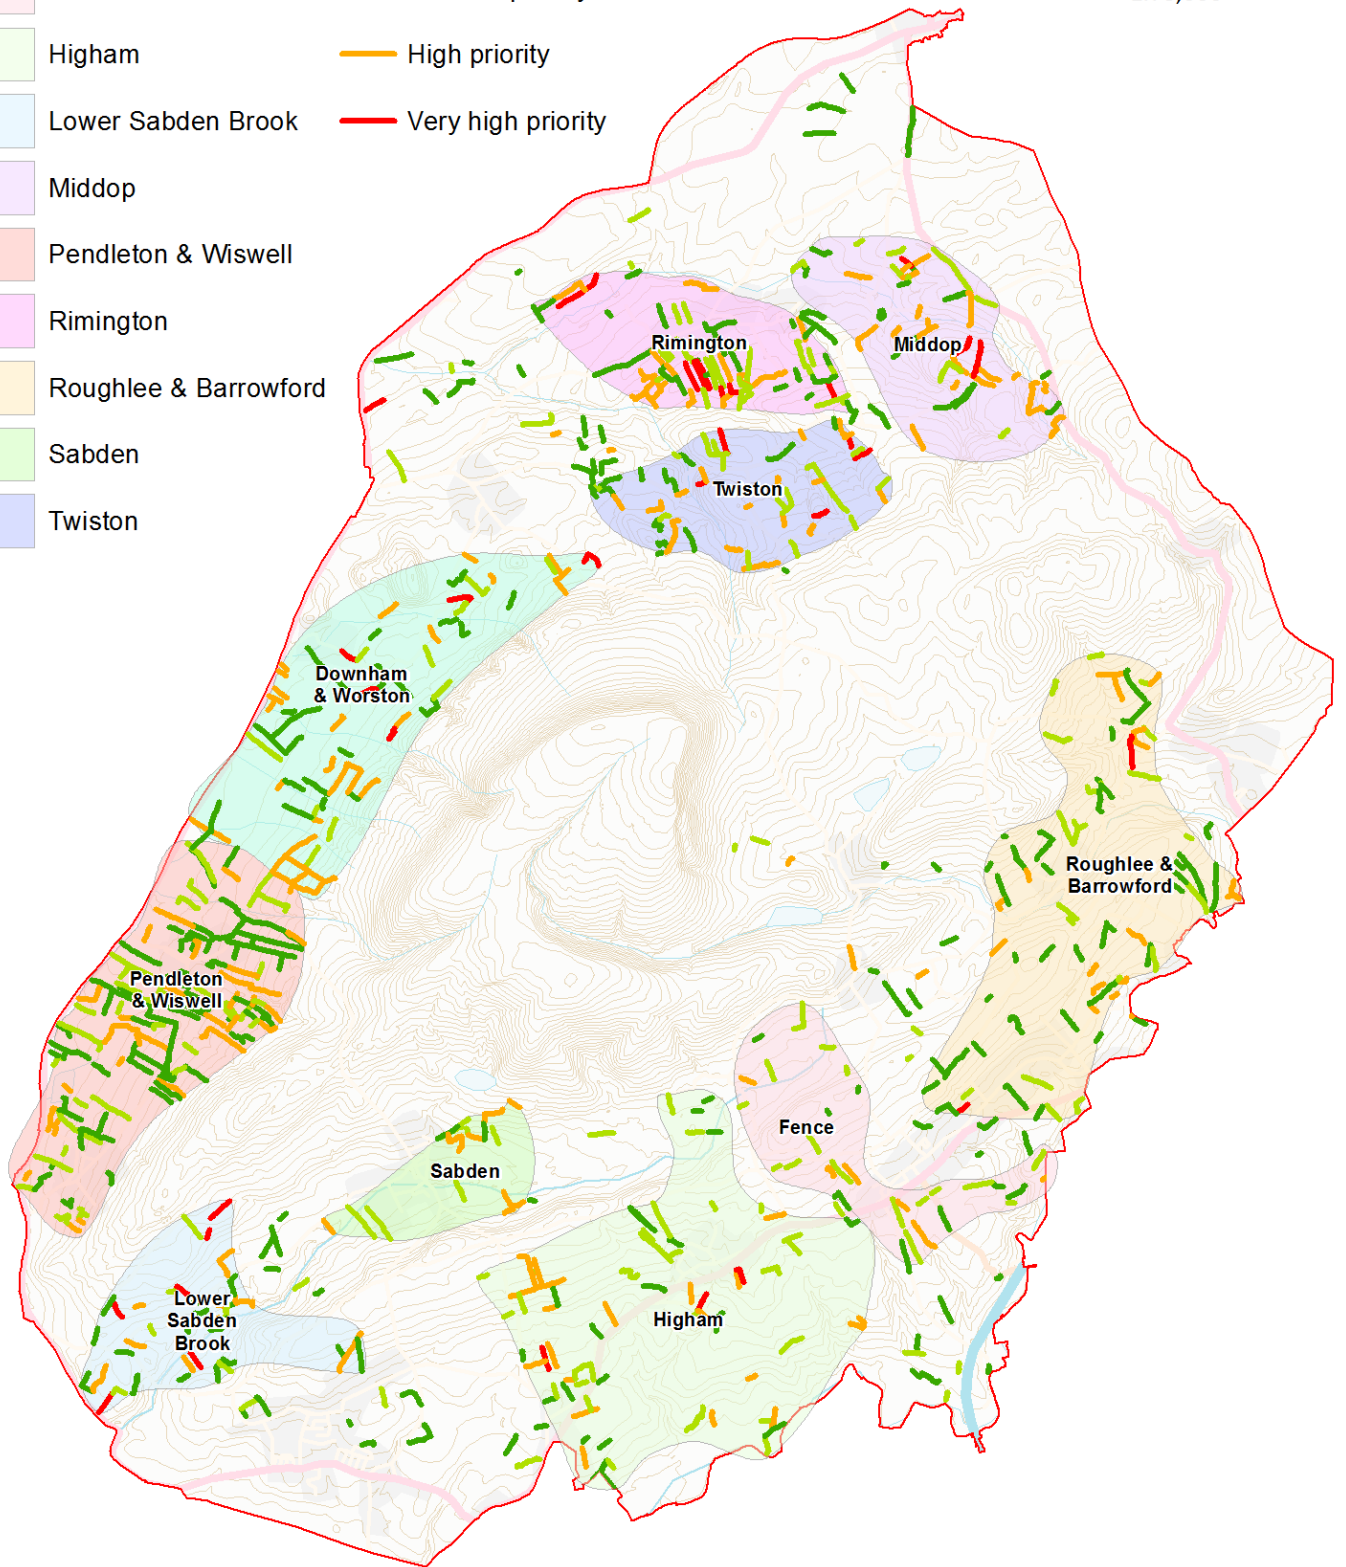 Higham
High priority
Lower Sabden Brook
Very high priority
Middop
Pendleton & Wiswell
Rimington
Roughlee & Barrowford
Sabden
Twiston
Rimington
Middop
Twiston
Downham
& Worston
Roughlee &
Barrowford
Pendleton
& Wiswell
Fence
Sabden
Lower
Sabden
Brook
Higham